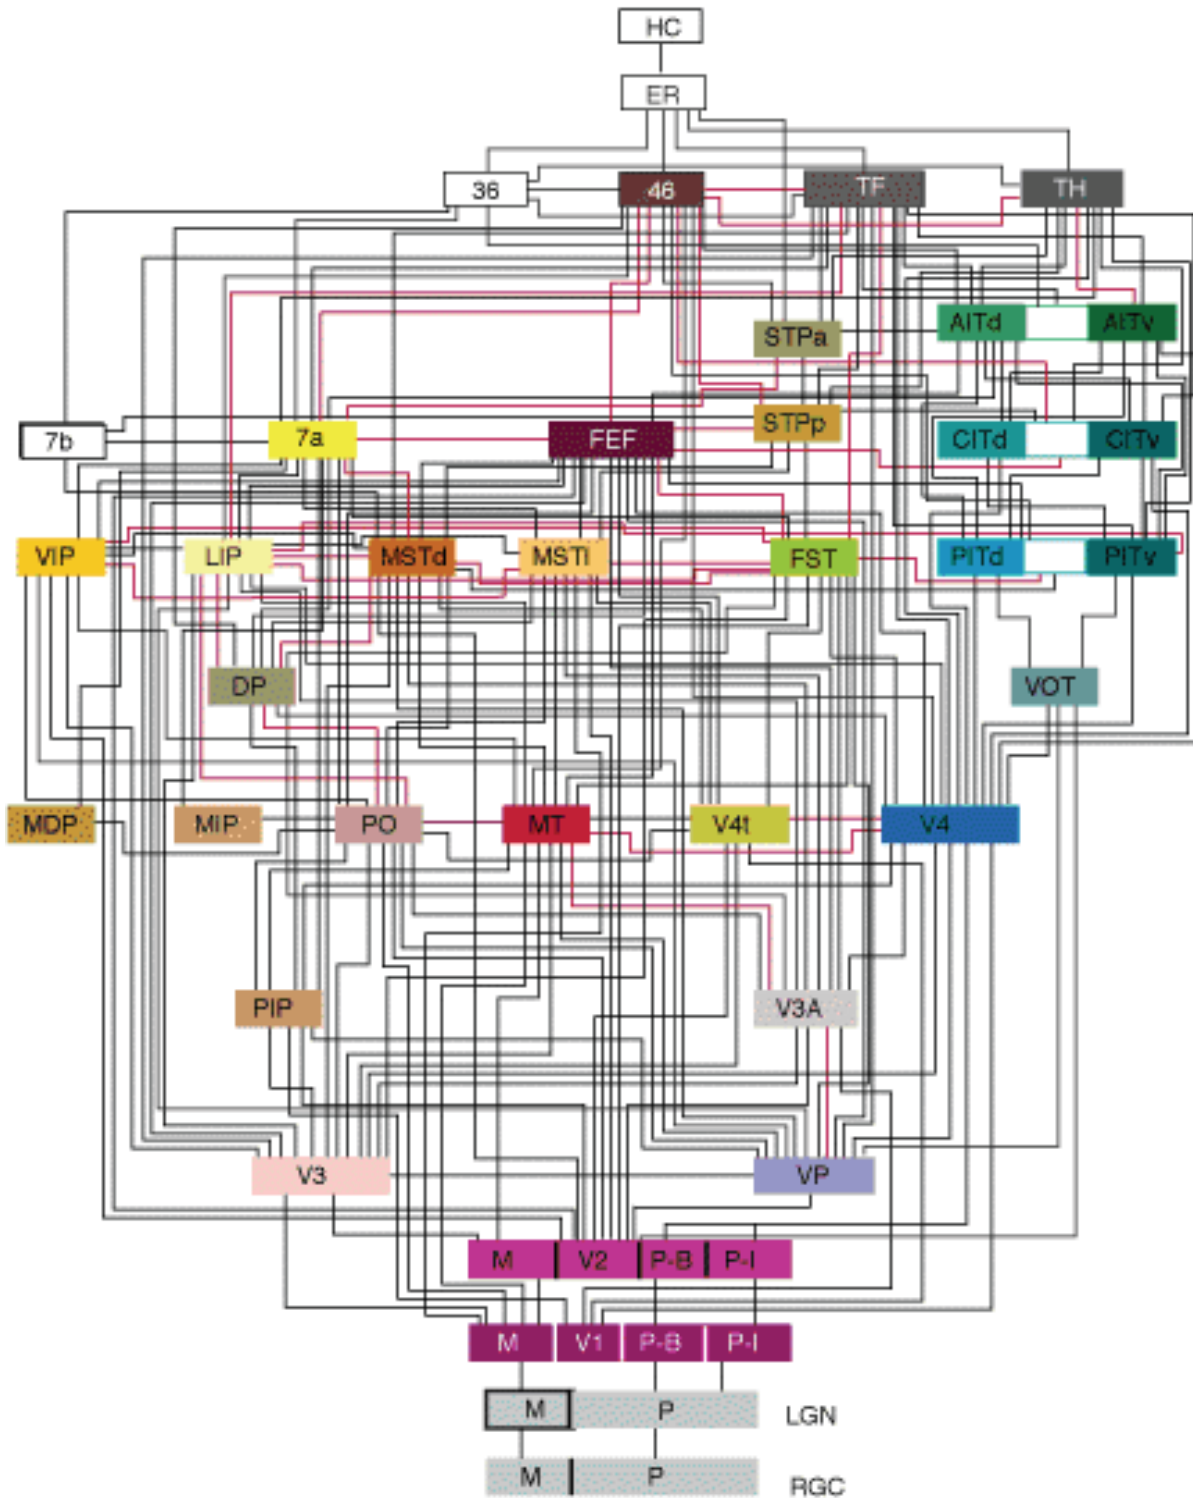 HC
ER
36 46 TF TH
AITd AITv
STPa
STPp
7b 7a FEF CITd CITv
VIP LIP MSTd MSTl FST PITd PITv
DP VOT
MDP MIP PO MT V4t V4
PIP V3A
V3 VP
M V2 P-B P-I
M V1 P-B P-I
M P LGN
M P RGC